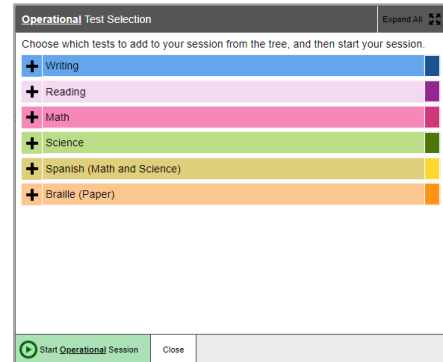 Operational Test Selection
Expand All
Choose which tests to add to your session from the tree, and then start your session.
Writing
Reading
Math
Science
Spanish (Math and Science)
Braille (Paper)
Start Operational Session
Close